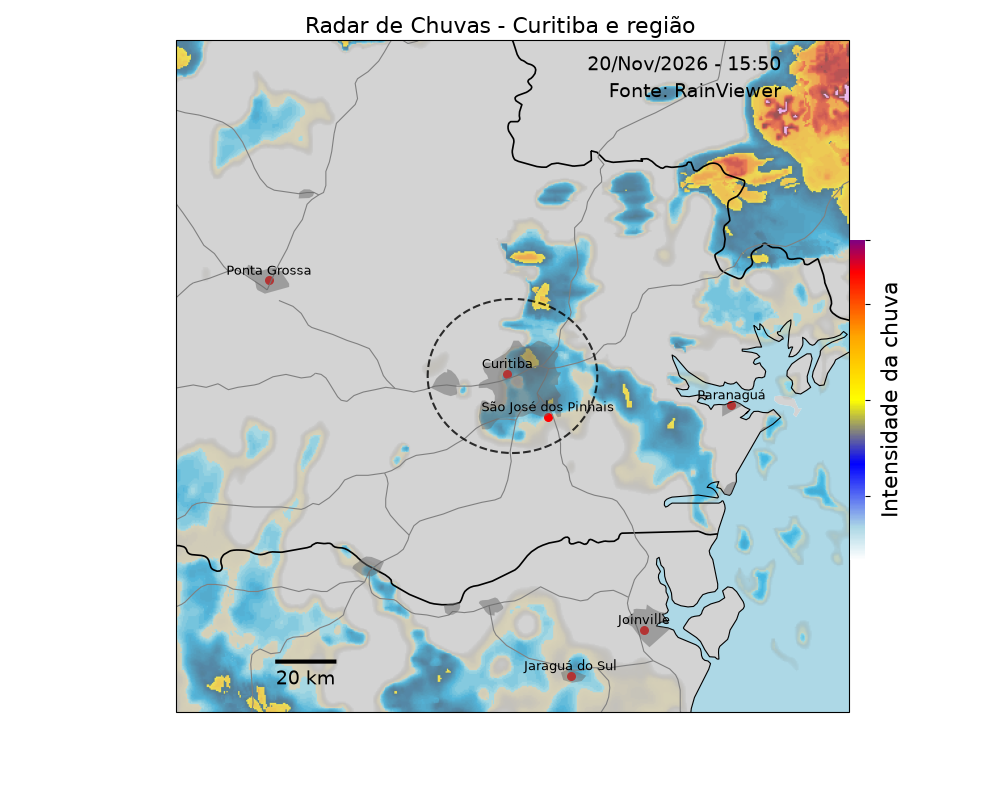 Radar de Chuvas - Curitiba e região
20/Nov/2026 - 15:50
Fonte: RainViewer
Ponta Grossa
Curitiba
São José dos Pinhais
Paranaguá
Intensidade da chuva
Joinville
Jaraguá do Sul
20 km